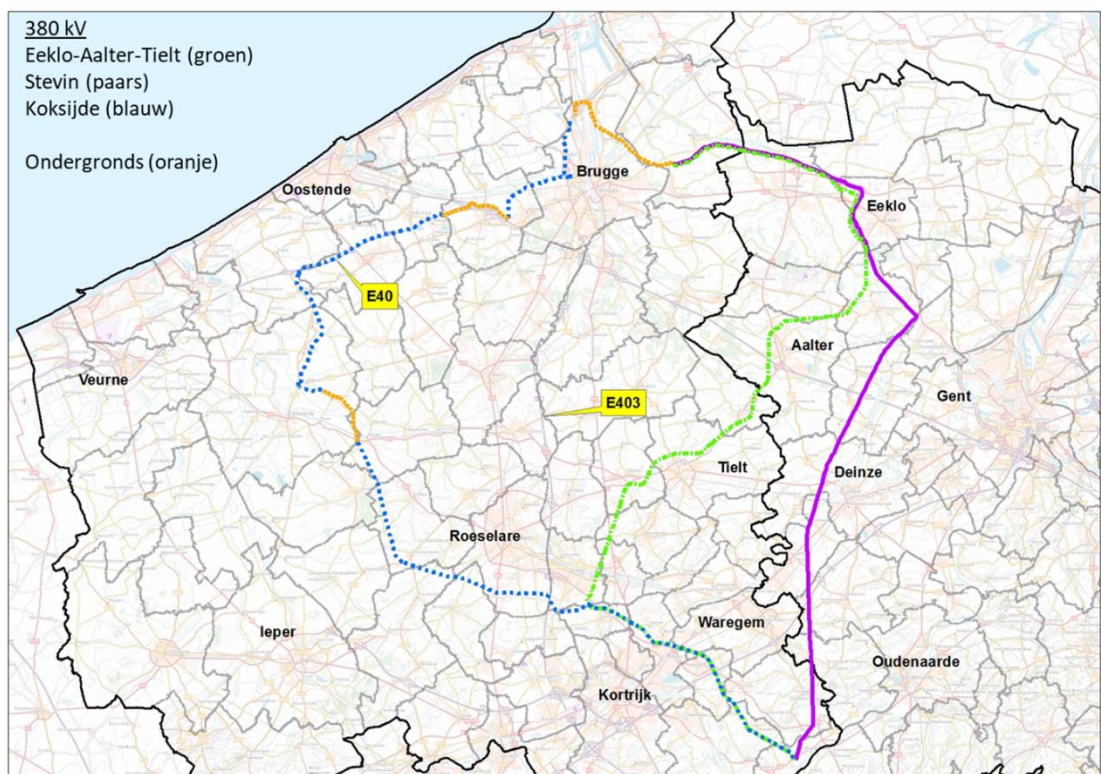 380 kV
Eeklo-Aalter-Tielt (groen)
Stevin (paars)
Koksijde (blauw)
Ondergronds (oranje)
Brugge
Oostende
Eeklo
E40
Aalter
Veurne
E403
Gent
Tielt
Deinze
Roeselare
Waregem
Ieper
Oudenaarde
Kortrijk